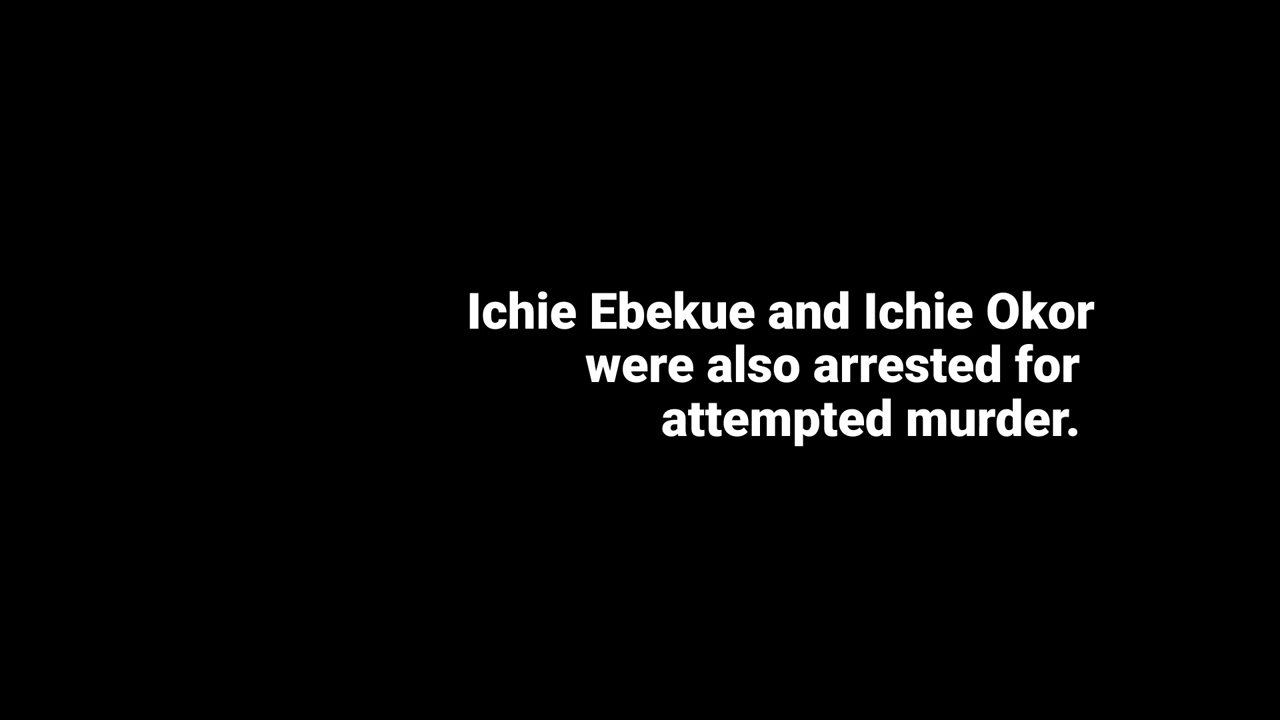 Ichie Ebekue and Ichie Okor
were also arrested for
attempted murder.